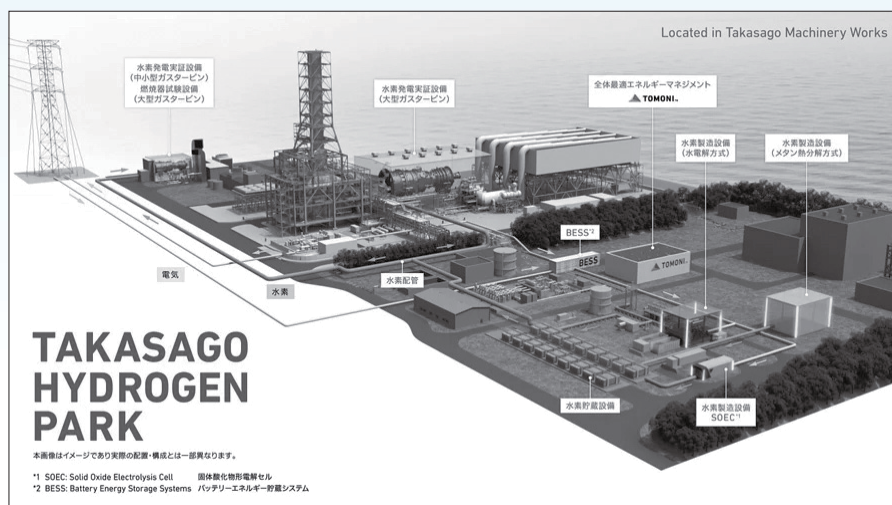 Located in Takasago Machinery Works
水素発電実証設備
(中小型ガスタービン)
燃焼器試験設備
(大型ガスタービン)
水素発電実証設備
(大型ガスタービン)
全体最適エネルギーマネジメント
TOMONI™
水素製造設備
(水電解方式)
水素製造設備
(メタン熱分解方式)
BESS*2
BESS
TOMONI™
電気
水素
水素配管
水素貯蔵設備
水素製造設備
SOEC*1
TAKASAGO
HYDROGEN
PARK
本画像はイメージであり実際の配置・構成とは一部異なります。
*1 SOEC: Solid Oxide Electrolysis Cell 固体酸化物形電解セル
*2 BESS: Battery Energy Storage Systems バッテリーエネルギー貯蔵システム